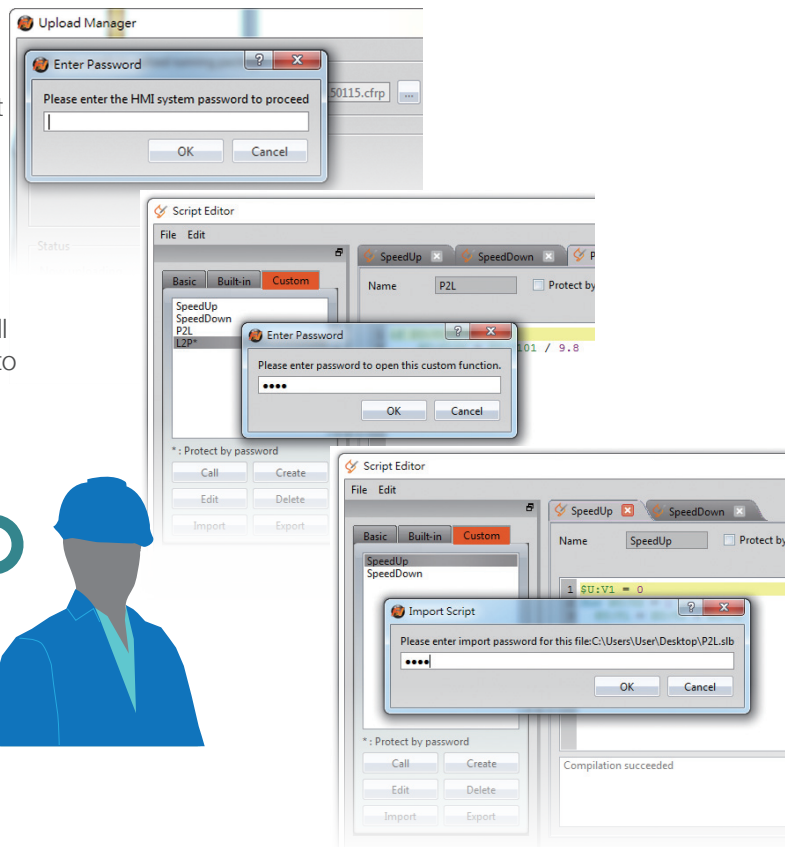 Upload Manager
Enter Password
Please enter the HMI system password to proceed
50115.cfrp ...
OK Cancel
Status
Script Editor
File Edit
SpeedUp SpeedDown P
Basic Built-in Custom
Name P2L Protect by
SpeedUp
SpeedDown
P2L
L2P*
Enter Password
101 / 9.8
Please enter password to open this custom function.
••••
OK Cancel
* : Protect by password
Call Create
Edit Delete
Import Export
ll
to
t
Script Editor
File Edit
SpeedUp SpeedDown
Basic Built-in Custom
Name SpeedUp Protect by
SpeedUp
SpeedDown
1 $U:V1 = 0
Import Script
Please enter import password for this file:C:\Users\User\Desktop\P2L.slb
••••
OK Cancel
* : Protect by password
Call Create
Edit Delete
Import Export
Compilation succeeded